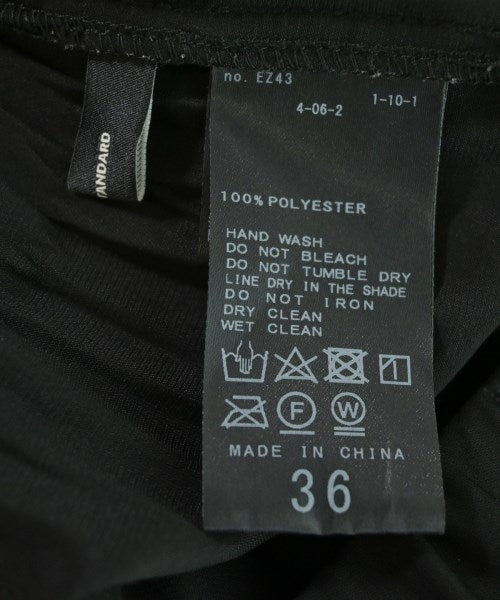 no. EZ43
4-06-2 1-10-1
100% POLYESTER
HAND WASH
DO NOT BLEACH
DO NOT TUMBLE DRY
LINE DRY IN THE SHADE
DO NOT IRON
DRY CLEAN
WET CLEAN
F W
MADE IN CHINA
36
TANDARD